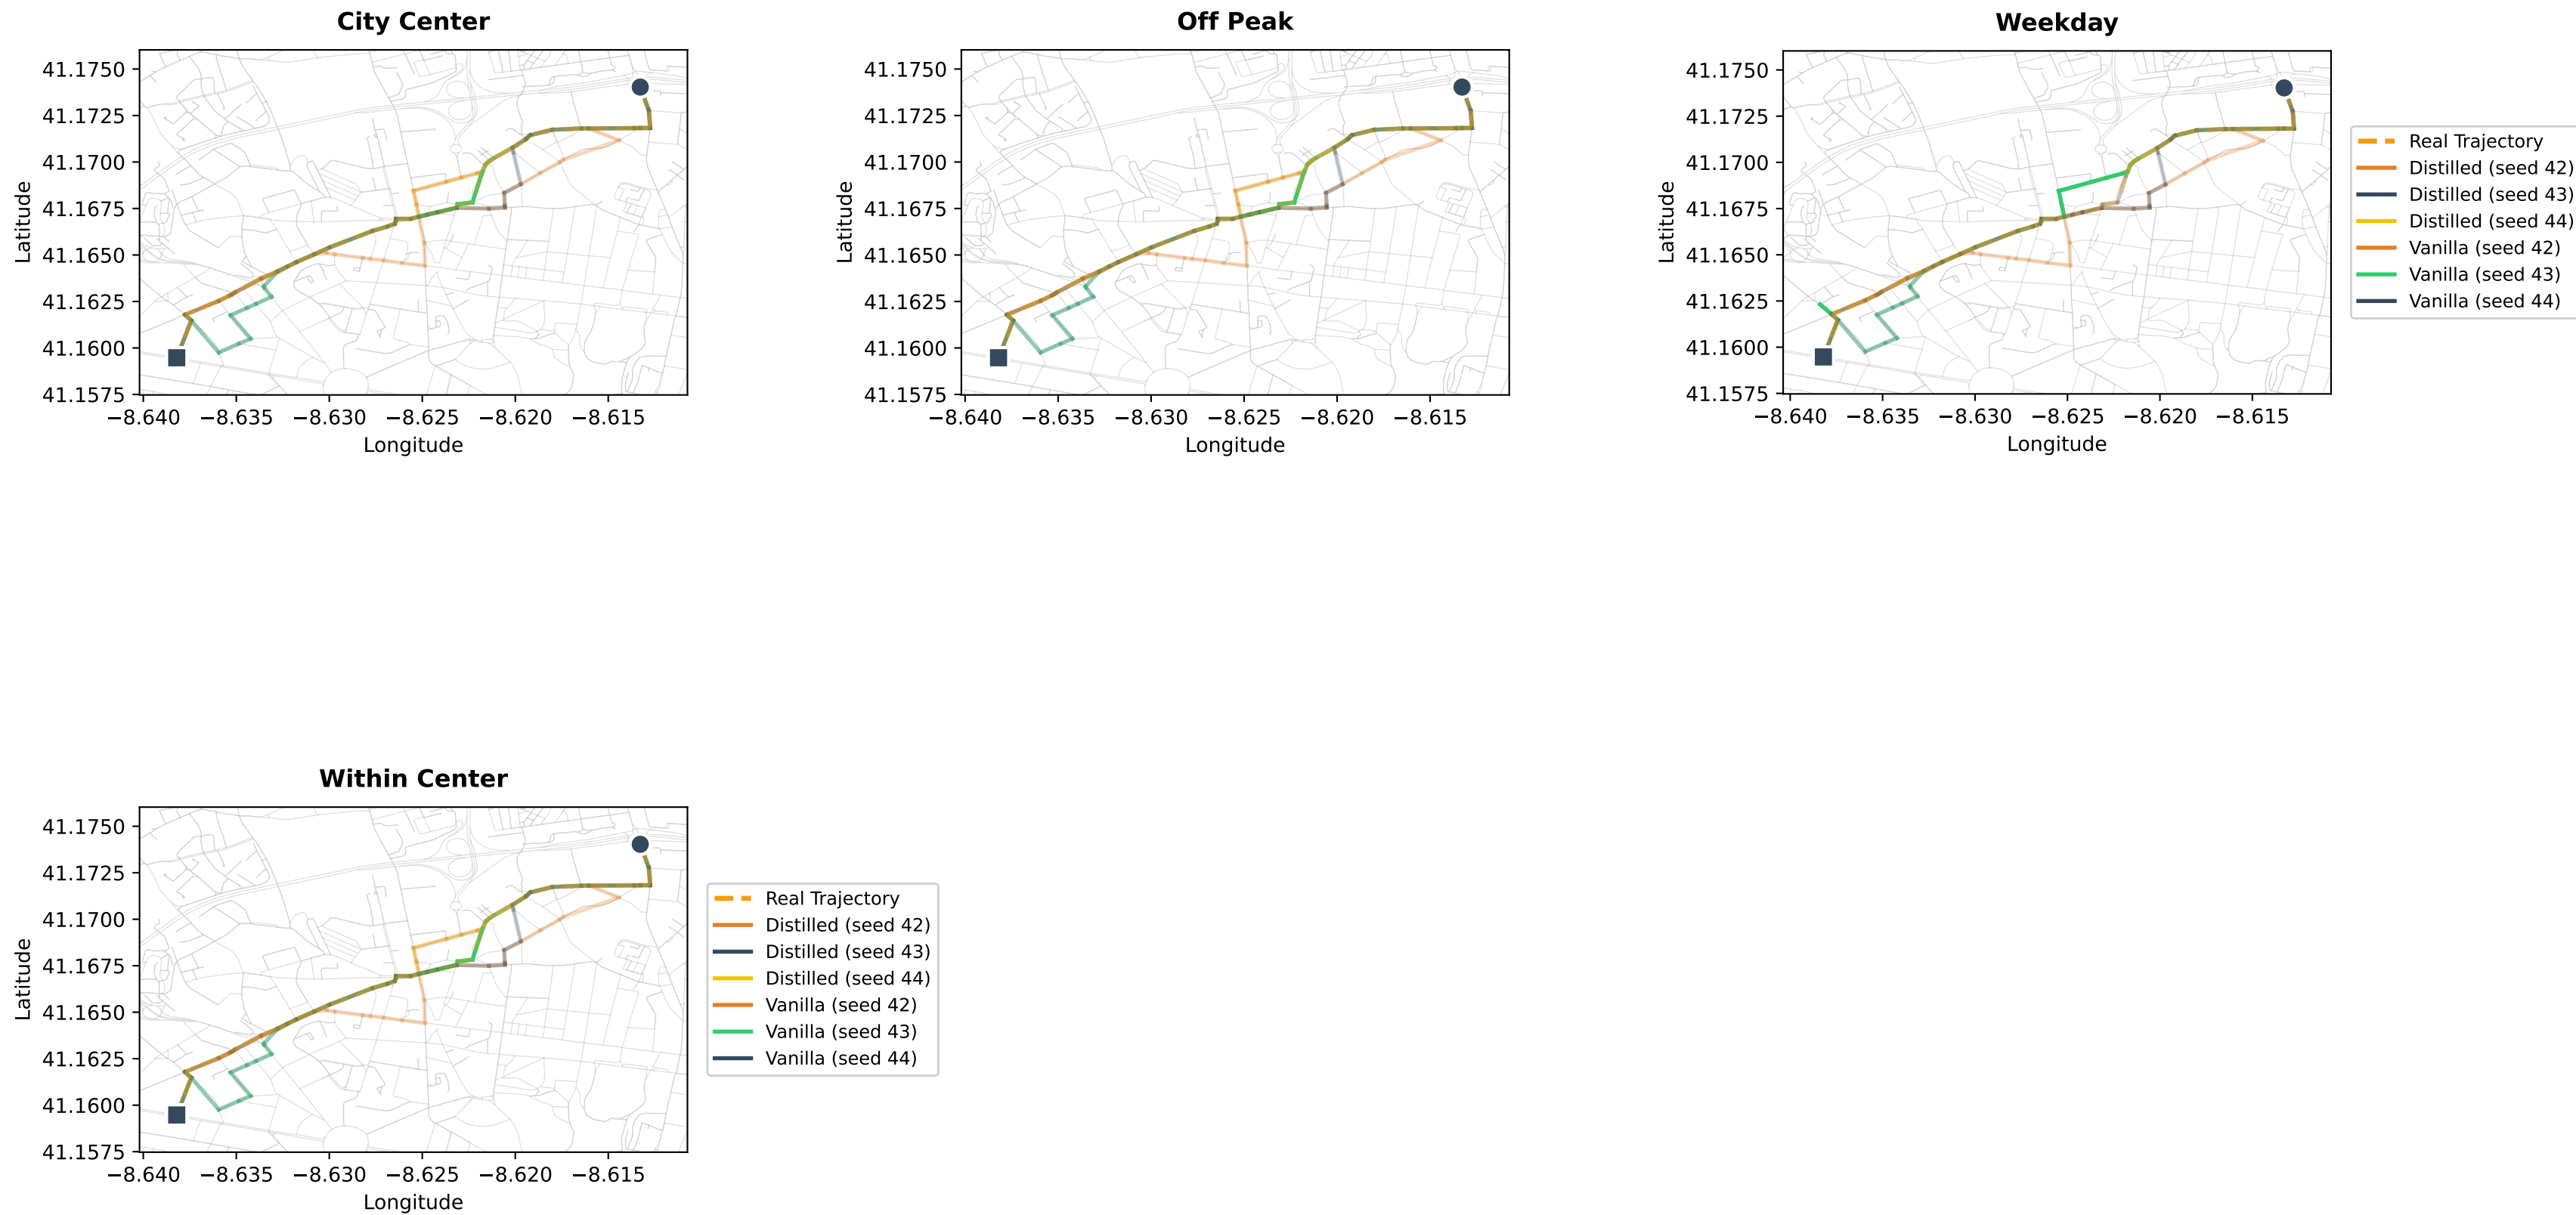 City Center
Off Peak
Weekday
41.1750
41.1725
41.1700
41.1675
41.1650
41.1625
41.1600
41.1575
Latitude
−8.640 −8.635 −8.630 −8.625 −8.620 −8.615
Longitude
41.1750
41.1725
41.1700
41.1675
41.1650
41.1625
41.1600
41.1575
Latitude
−8.640 −8.635 −8.630 −8.625 −8.620 −8.615
Longitude
41.1750
41.1725
41.1700
41.1675
41.1650
41.1625
41.1600
41.1575
Latitude
−8.640 −8.635 −8.630 −8.625 −8.620 −8.615
Longitude
Real Trajectory
Distilled (seed 42)
Distilled (seed 43)
Distilled (seed 44)
Vanilla (seed 42)
Vanilla (seed 43)
Vanilla (seed 44)
Within Center
41.1750
41.1725
41.1700
41.1675
41.1650
41.1625
41.1600
41.1575
Latitude
−8.640 −8.635 −8.630 −8.625 −8.620 −8.615
Longitude
Real Trajectory
Distilled (seed 42)
Distilled (seed 43)
Distilled (seed 44)
Vanilla (seed 42)
Vanilla (seed 43)
Vanilla (seed 44)